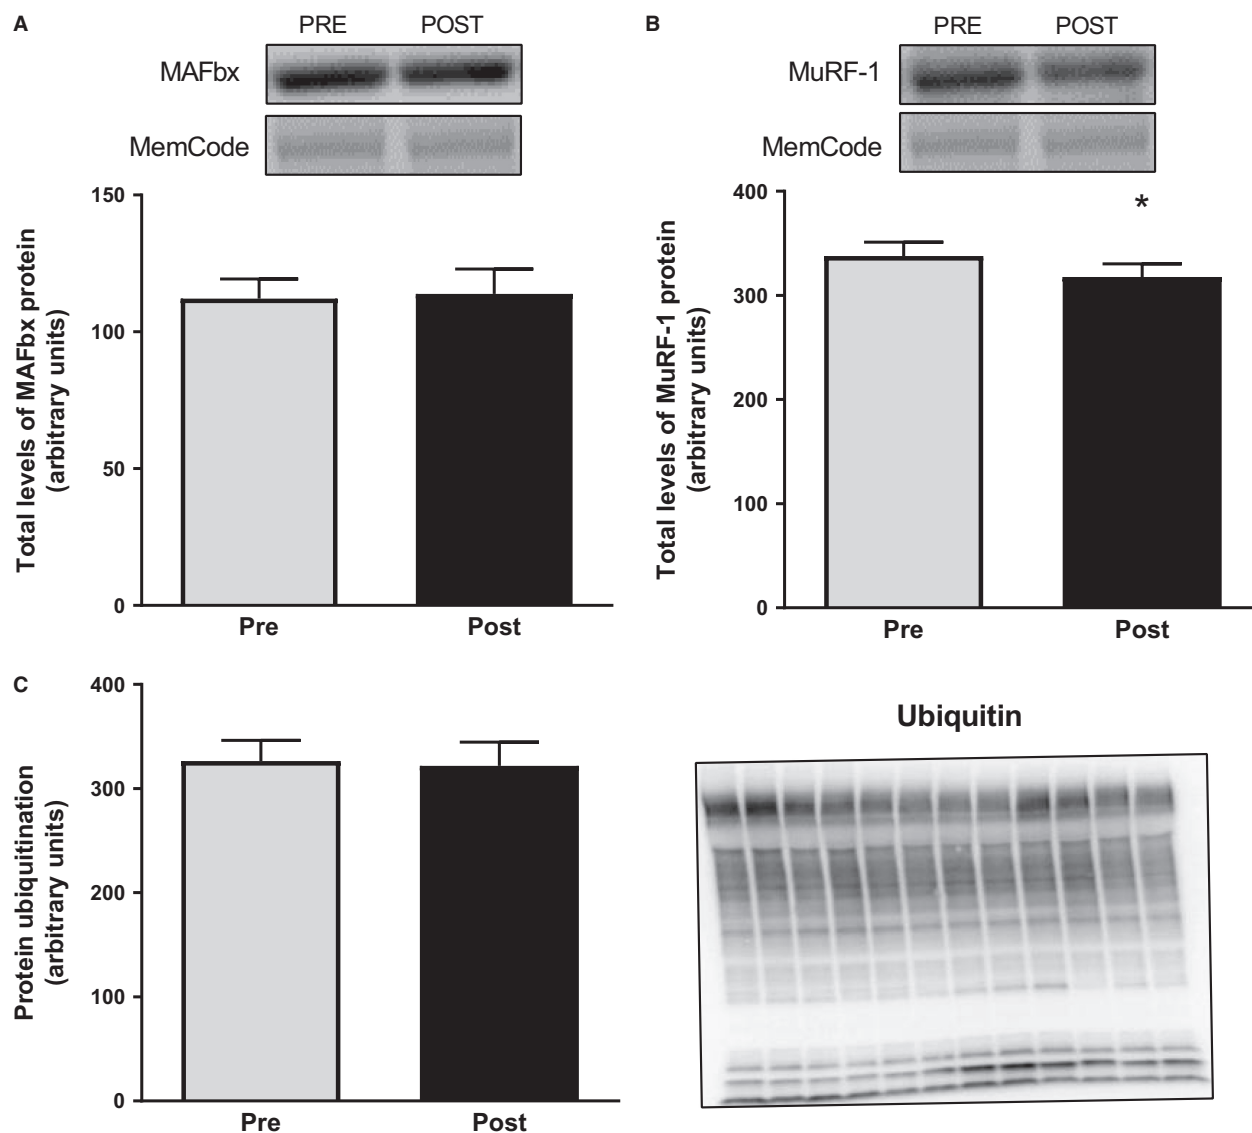 A
PRE POST
MAFbx
MemCode
150
100
50
0
Total levels of MAFbx protein
(arbitrary units)
Pre Post
B
PRE POST
MuRF-1
MemCode
400
300
200
100
0
Total levels of MuRF-1 protein
(arbitrary units)
*
Pre Post
C
400
300
200
100
0
Protein ubiquitination
(arbitrary units)
Pre Post
Ubiquitin